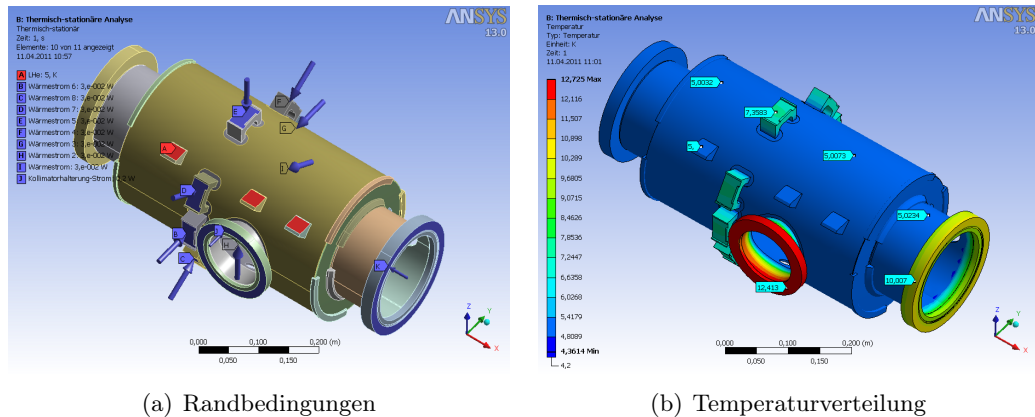 B: Thermisch-stationäre Analyse
Thermisch-stationär
Zeit: 1, s
Elemente: 10 von 11 angezeigt
11.04.2011 10:57
A LHe: 5, K
B Wärmestrom 6: 3,e-002 W
C Wärmestrom 8: 3,e-002 W
D Wärmestrom 7: 3,e-002 W
E Wärmestrom 5: 3,e-002 W
F Wärmestrom 4: 3,e-002 W
G Wärmestrom 3: 3,e-002 W
H Wärmestrom 2: 3,e-002 W
I Wärmestrom: 3,e-002 W
J Kollimatorhalterung-Strom
ANSYS
13.0
F
E
G
A
I
D
B
H
C
K
Z
Y
X
0,000 0,100 0,200 (m)
0,050 0,150
(a) Randbedingungen
B: Thermisch-stationäre Analyse
Temperatur
Typ: Temperatur
Einheit: K
Zeit: 1
11.04.2011 11:01
12,725 Max
12,116
11,507
10,898
10,289
9,6805
9,0715
8,4626
7,8536
7,2447
6,6358
6,0268
5,4179
4,8089
4,3614 Min
4,2
ANSYS
13.0
5,0032
7,3583
5,
5,0073
5,0234
10,007
12,413
Z
Y
X
0,000 0,100 0,200 (m)
0,050 0,150
(b) Temperaturverteilung